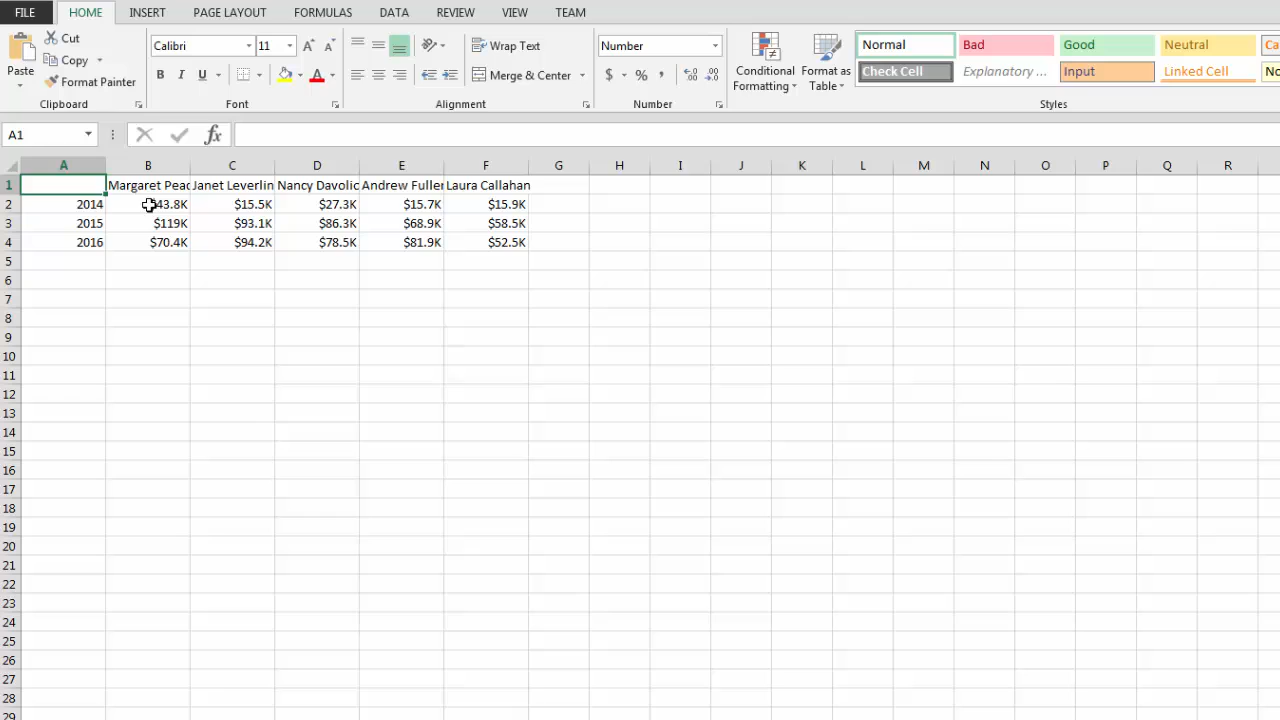 FILE HOME INSERT PAGE LAYOUT FORMULAS DATA REVIEW VIEW TEAM
Paste
Cut
Copy
Format Painter
Clipboard
Calibri 11
B I U A
Font
Wrap Text
Merge & Center
Alignment
Number
$ % ,
Number
Conditional Formatting
Format as Table
Normal Bad Good Neutral Ca
Check Cell Explanatory ... Input Linked Cell No
Styles
A1 fx
A B C D E F G H I J K L M N O P Q R
1 Margaret Peac Janet Leverlin Nancy Davolic Andrew Fuller Laura Callahan
2 2014 $43.8K $15.5K $27.3K $15.7K $15.9K
3 2015 $119K $93.1K $86.3K $68.9K $58.5K
4 2016 $70.4K $94.2K $78.5K $81.9K $52.5K
5
6
7
8
9
10
11
12
13
14
15
16
17
18
19
20
21
22
23
24
25
26
27
28
29